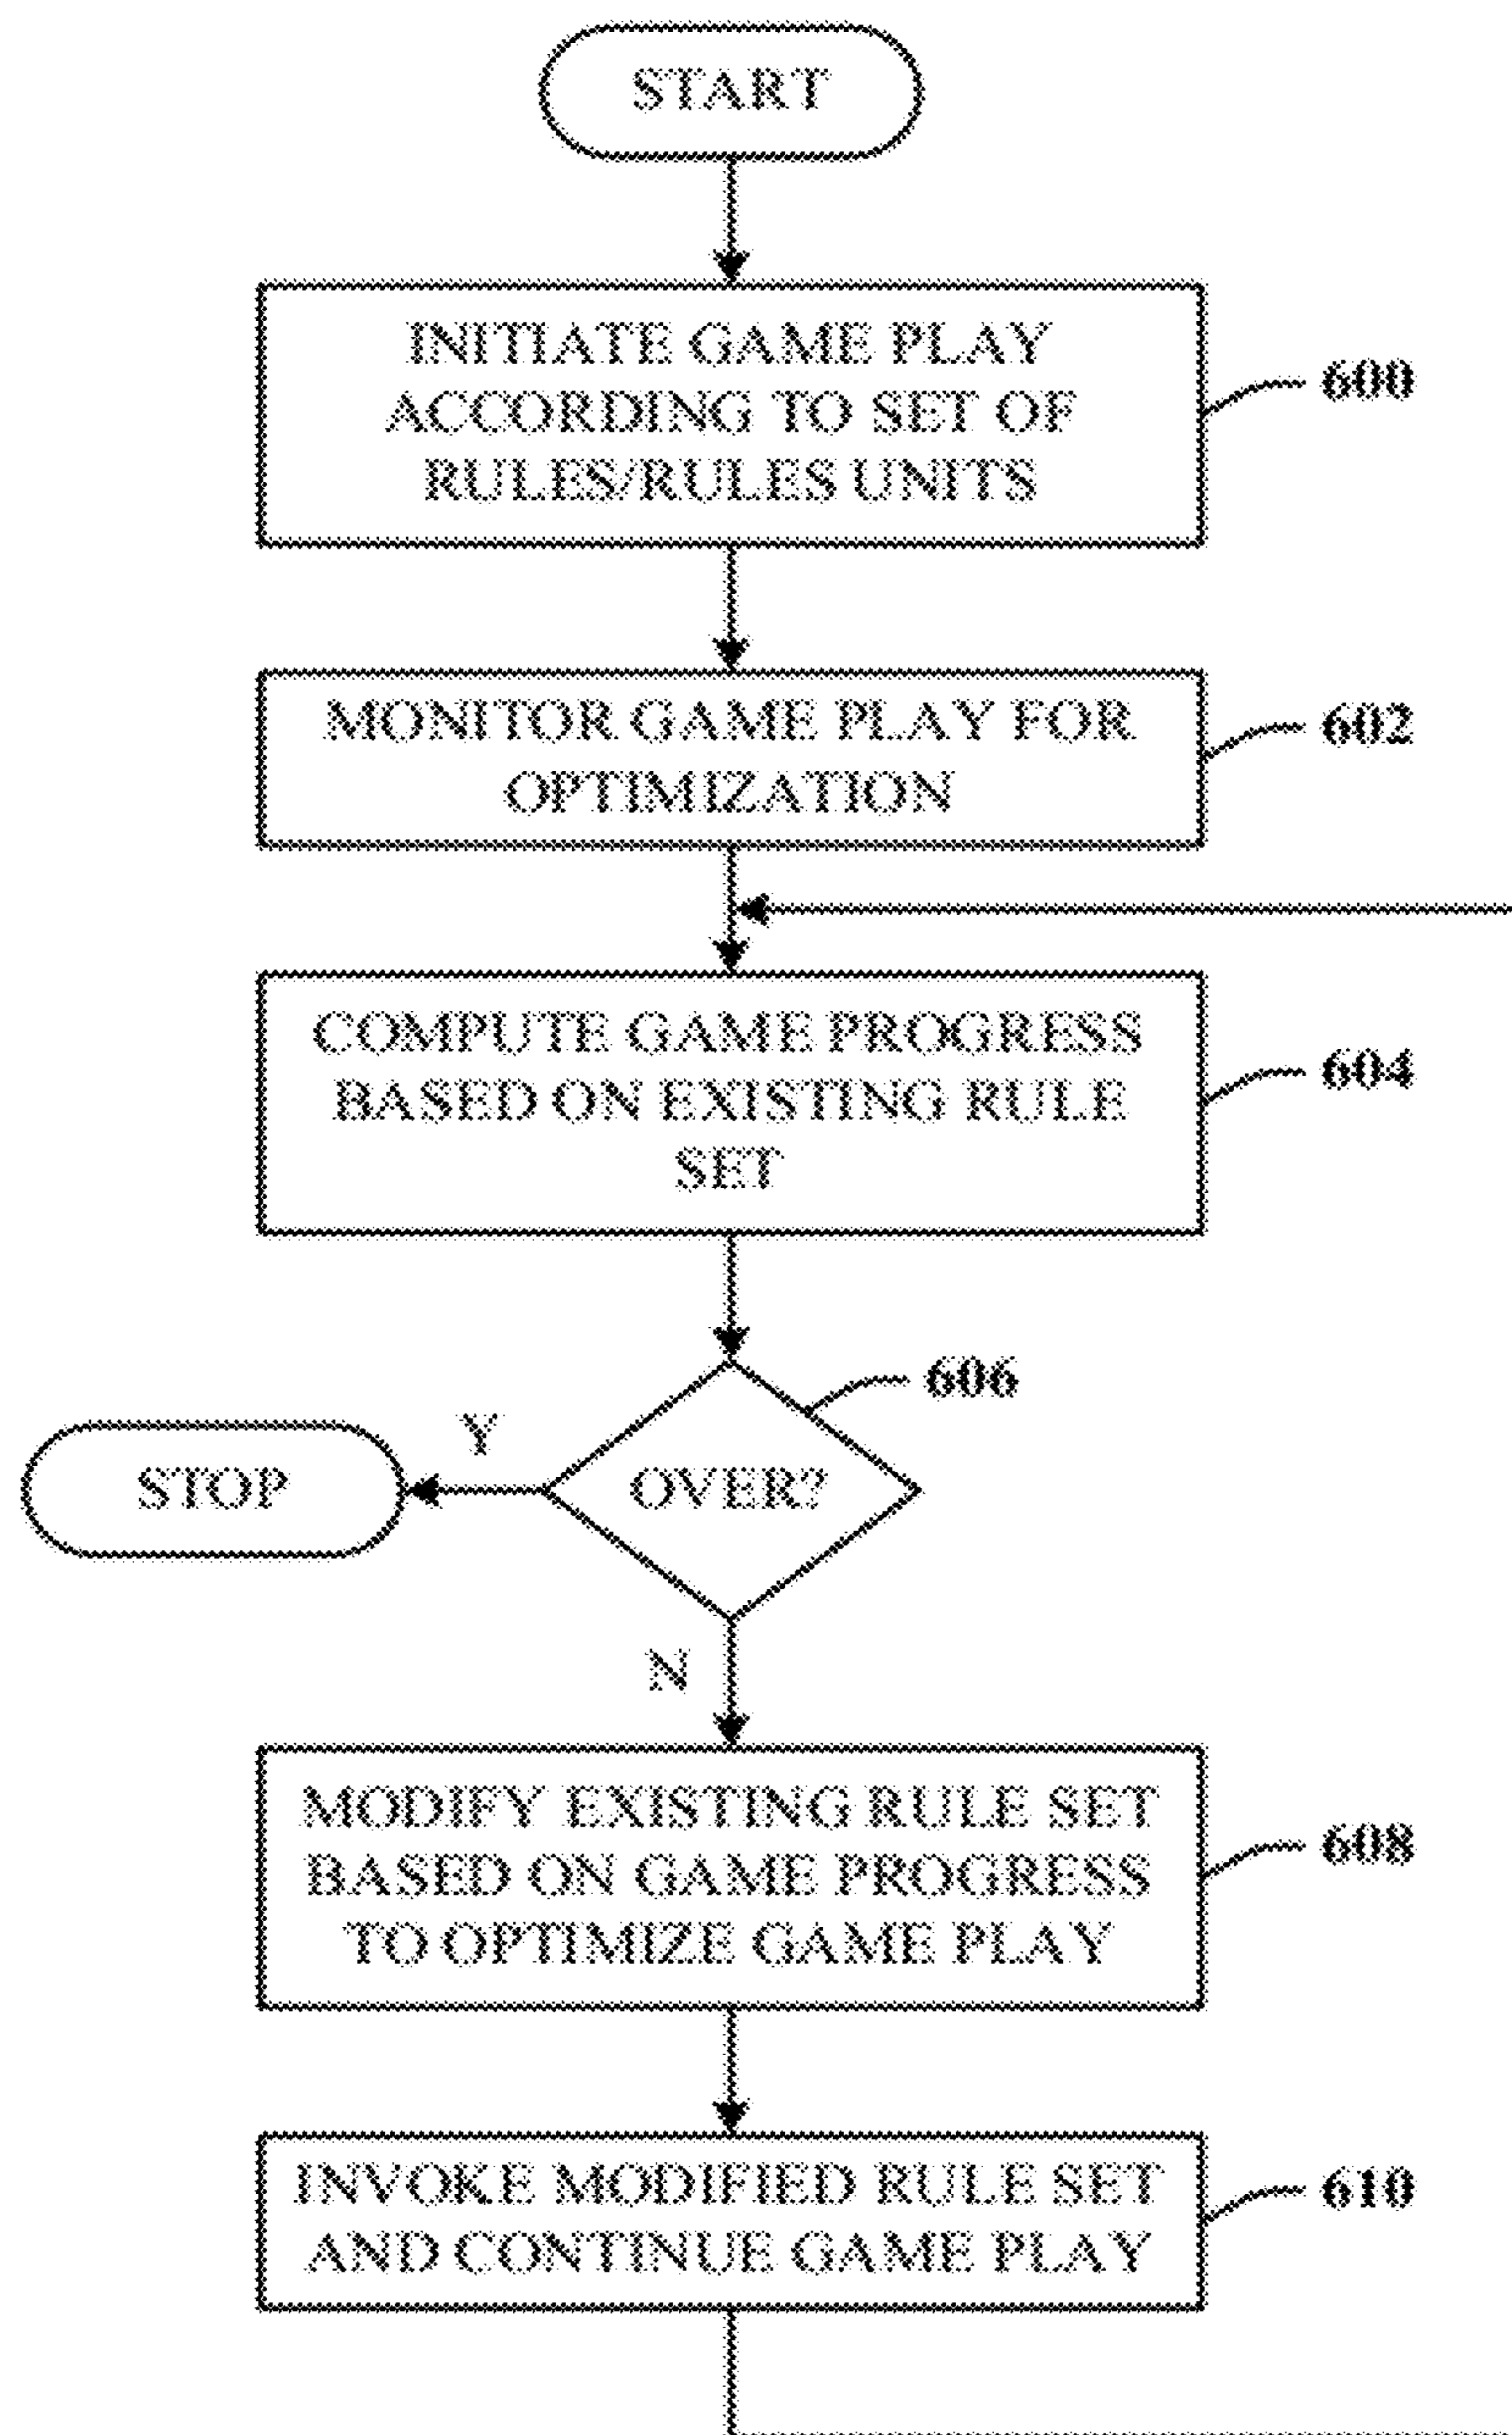 START
INITIATE GAME PLAY
ACCORDING TO SET OF
RULES/RULES UNITS
600
MONITOR GAME PLAY FOR
OPTIMIZATION
602
COMPUTE GAME PROGRESS
BASED ON EXISTING RULE
SET
604
606
OVER?
Y
STOP
N
MODIFY EXISTING RULE SET
BASED ON GAME PROGRESS
TO OPTIMIZE GAME PLAY
608
INVOKE MODIFIED RULE SET
AND CONTINUE GAME PLAY
610